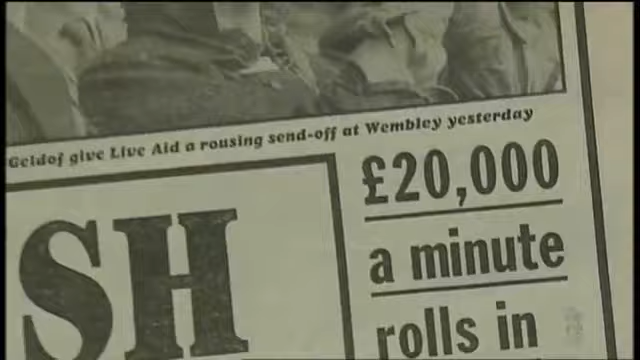 Geldof give Live Aid a rousing send-off at Wembley yesterday
SH
£20,000
a minute
rolls in